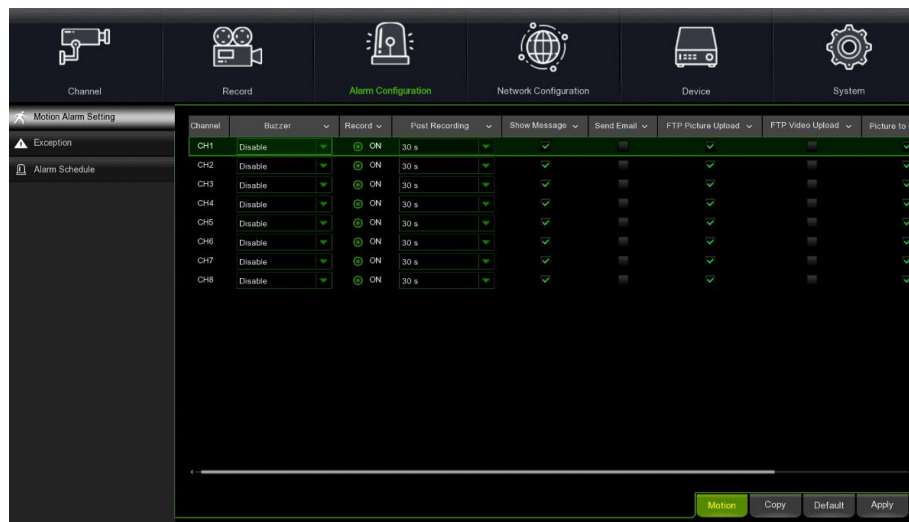 Channel Record Alarm Configuration Network Configuration Device System
Motion Alarm Setting
Exception
Alarm Schedule
Channel Buzzer Record Post Recording Show Message Send Email FTP Picture Upload FTP Video Upload Picture to
CH1 Disable ON 30 s
CH2 Disable ON 30 s
CH3 Disable ON 30 s
CH4 Disable ON 30 s
CH5 Disable ON 30 s
CH6 Disable ON 30 s
CH7 Disable ON 30 s
CH8 Disable ON 30 s
Motion Copy Default Apply